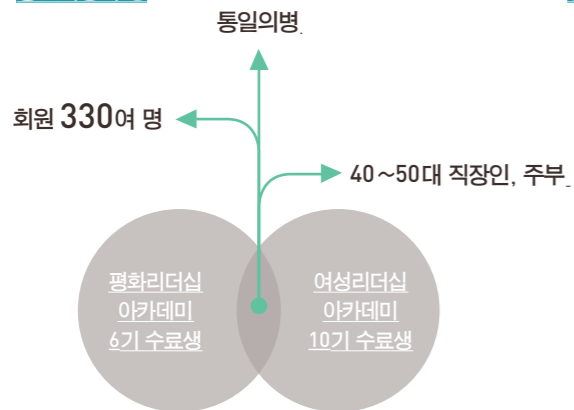 통일의병
회원 330여 명
40~50대 직장인, 주부
평화리더십
아카데미
6기 수료생
여성리더십
아카데미
10기 수료생